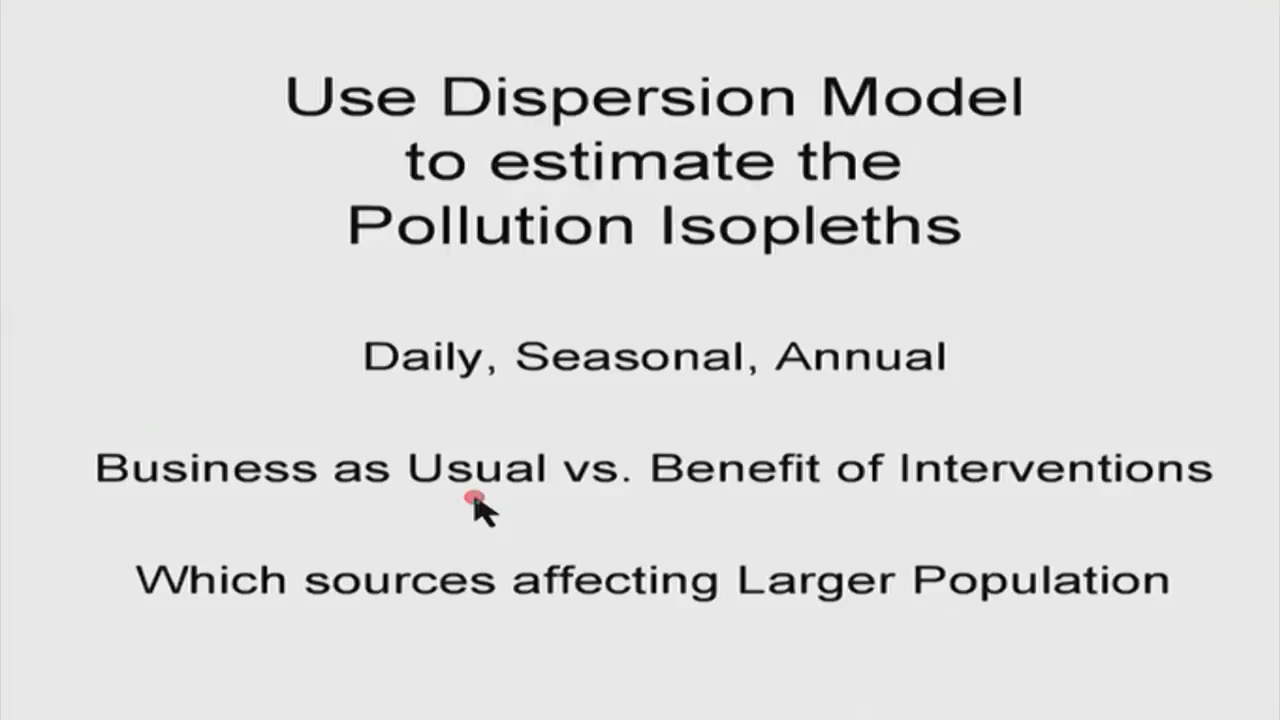 Use Dispersion Model
to estimate the
Pollution Isopleths
Daily, Seasonal, Annual
Business as Usual vs. Benefit of Interventions
Which sources affecting Larger Population